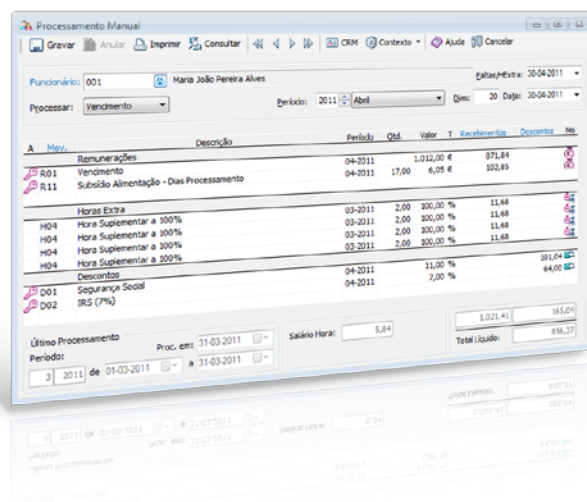 Processamento Manual
Gravar Anular Imprimir Consultar CRM Contexto Ajuda Cancelar
Funcionário: 001 Maria João Pereira Alves Faltas/HExtra: 30-04-2011
Processar: Vencimento Período: 2011 Abril Dias: 20 Data: 30-04-2011
A Mov. Descrição Período Qtd. Valor T Recebimentos Descontos Mo
Remunerações
R01 Vencimento 04-2011 1.012,00 € 871,84
R11 Subsídio Alimentação - Dias Processamento 04-2011 17,00 6,05 € 102,85
Horas Extra
H04 Hora Suplementar a 100% 03-2011 2,00 100,00 % 11,68
H04 Hora Suplementar a 100% 03-2011 2,00 100,00 % 11,68
H04 Hora Suplementar a 100% 03-2011 2,00 100,00 % 11,68
H04 Hora Suplementar a 100% 03-2011 2,00 100,00 % 11,68
Descontos
D01 Segurança Social 04-2011 11,00 % 101,04
D02 IRS (7%) 04-2011 7,00 % 64,00
Último Processamento
Período: Proc. em: 31-03-2011 Salário Hora: 5,84 1.021,41 165,04
3 2011 de 01-03-2011 a 31-03-2011 Total Líquido: 856,37